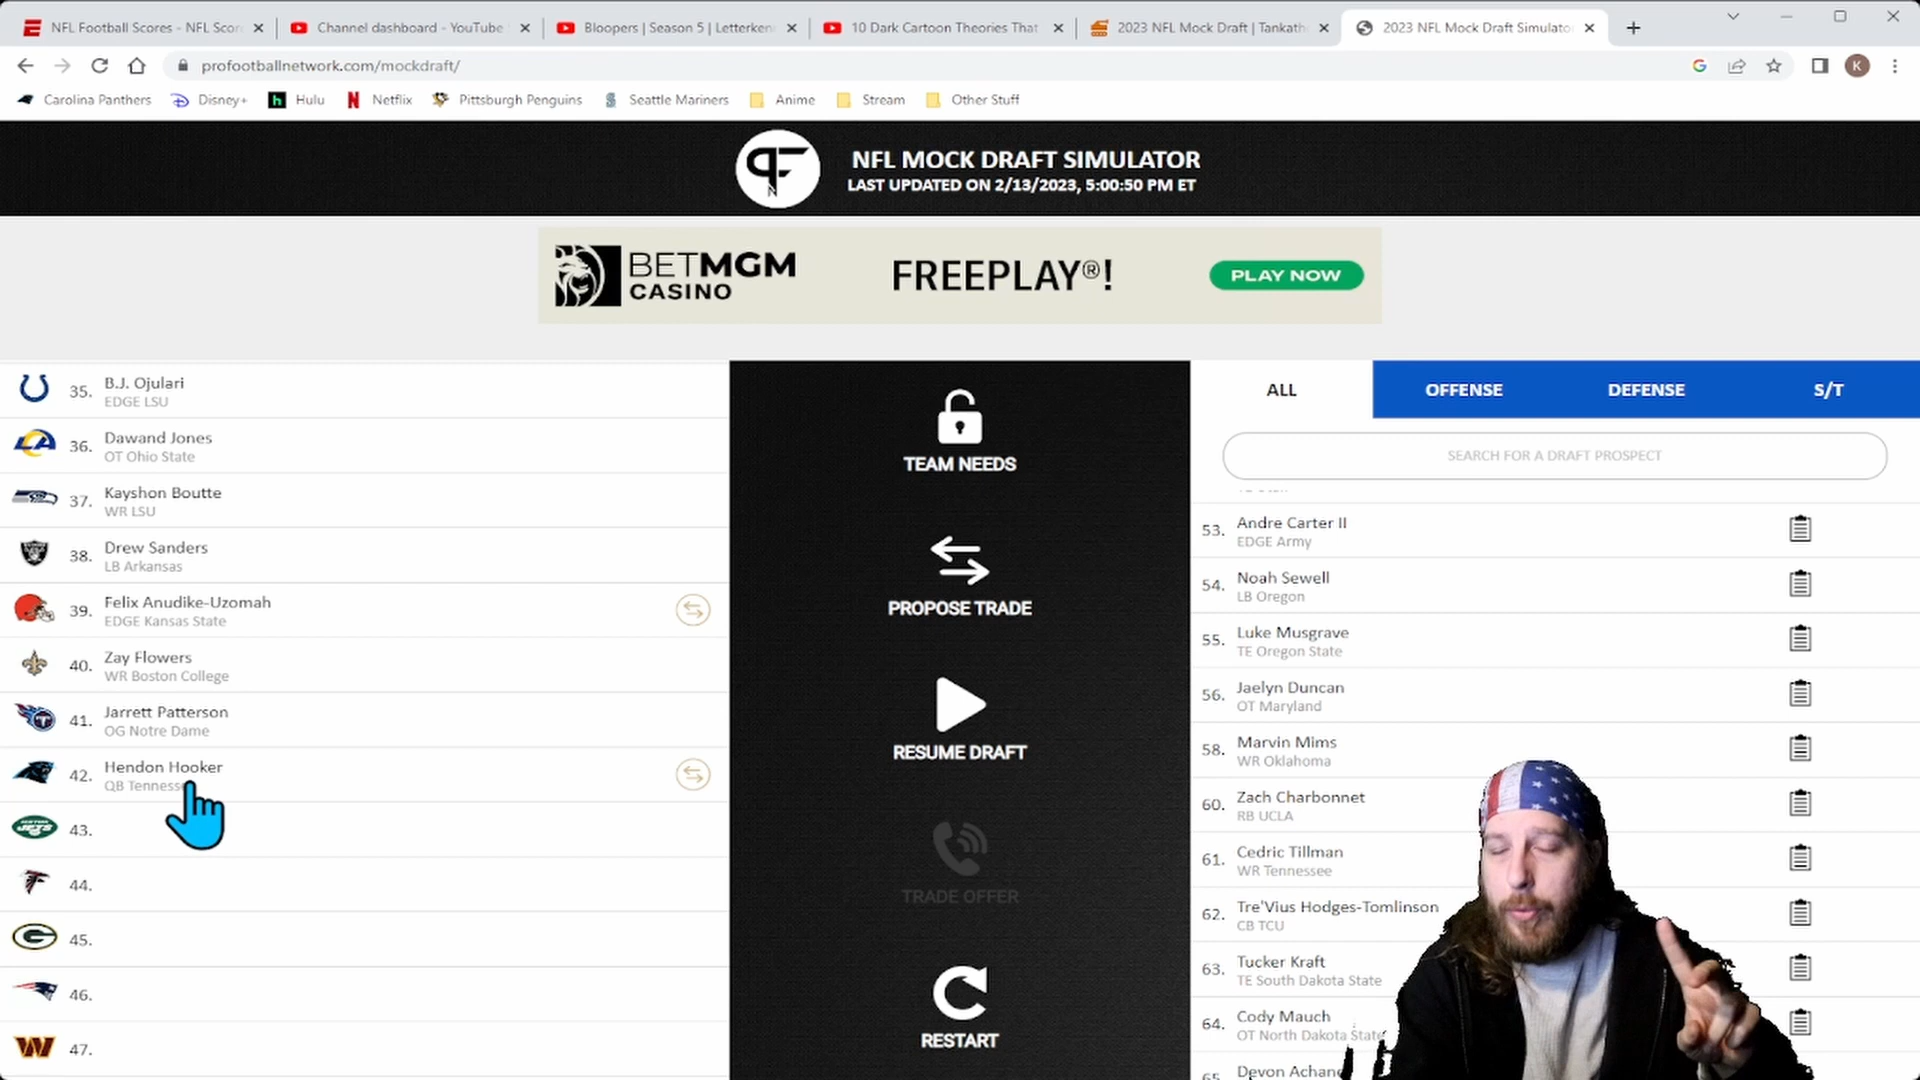 NFL Football Scores - NFL Scor
Channel dashboard - YouTube
Bloopers | Season 5 | Letterken
10 Dark Cartoon Theories That
2023 NFL Mock Draft | Tankath
2023 NFL Mock Draft Simulato
profootballnetwork.com/mockdraft/
K
Carolina Panthers
Disney+
Hulu
Netflix
Pittsburgh Penguins
Seattle Mariners
Anime
Stream
Other Stuff
NFL MOCK DRAFT SIMULATOR
LAST UPDATED ON 2/13/2023, 5:00:50 PM ET
BETMGM
CASINO
FREEPLAY®!
PLAY NOW
35. B.J. Ojulari
EDGE LSU
36. Dawand Jones
OT Ohio State
37. Kayshon Boutte
WR LSU
38. Drew Sanders
LB Arkansas
39. Felix Anudike-Uzomah
EDGE Kansas State
40. Zay Flowers
WR Boston College
41. Jarrett Patterson
OG Notre Dame
42. Hendon Hooker
QB Tennesse
43.
44.
45.
46.
47.
TEAM NEEDS
PROPOSE TRADE
RESUME DRAFT
TRADE OFFER
RESTART
ALL
OFFENSE
DEFENSE
S/T
SEARCH FOR A DRAFT PROSPECT
53. Andre Carter II
EDGE Army
54. Noah Sewell
LB Oregon
55. Luke Musgrave
TE Oregon State
56. Jaelyn Duncan
OT Maryland
58. Marvin Mims
WR Oklahoma
60. Zach Charbonnet
RB UCLA
61. Cedric Tillman
WR Tennessee
62. Tre'Vius Hodges-Tomlinson
CB TCU
63. Tucker Kraft
TE South Dakota State
64. Cody Mauch
OT North Dakota State
65. Devon Achane